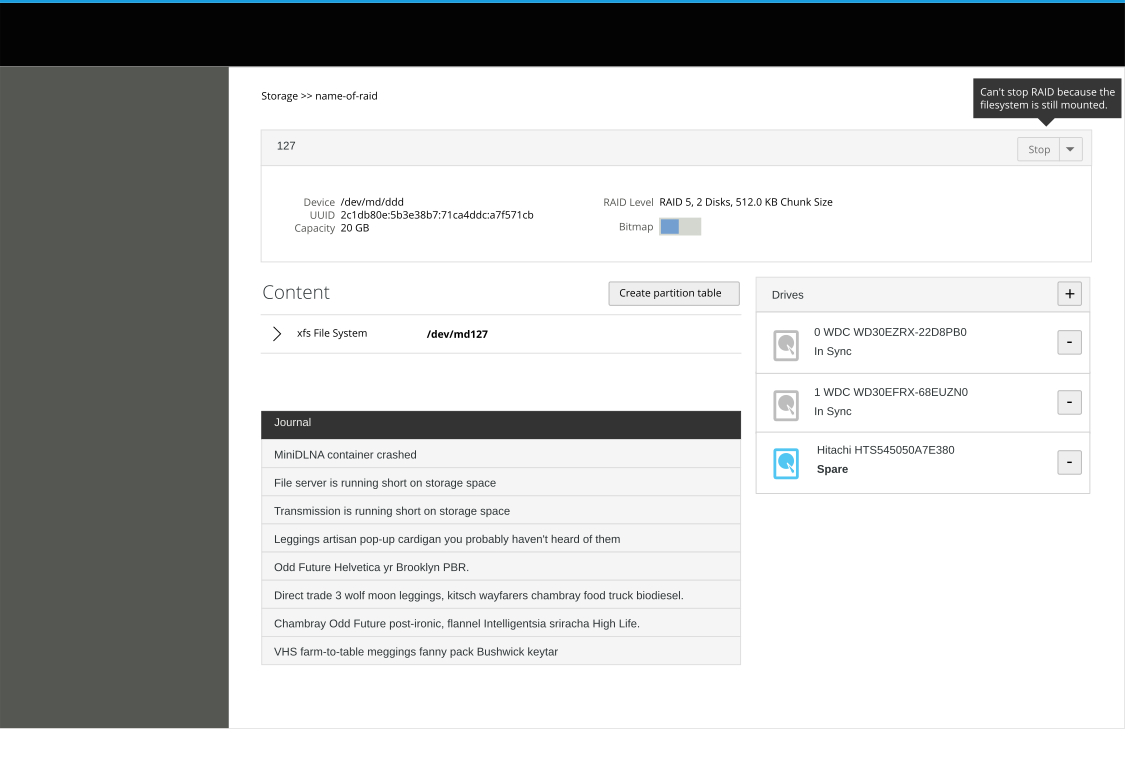 Can't stop RAID because the
filesystem is still mounted.
Storage >> name-of-raid
127
Stop
Device /dev/md/ddd
UUID 2c1db80e:5b3e38b7:71ca4ddc:a7f571cb
Capacity 20 GB
RAID Level RAID 5, 2 Disks, 512.0 KB Chunk Size
Bitmap
Content
Create partition table
xfs File System /dev/md127
Drives +
0 WDC WD30EZRX-22D8PB0
In Sync
-
1 WDC WD30EFRX-68EUZN0
In Sync
-
Hitachi HTS545050A7E380
Spare
-
Journal
MiniDLNA container crashed
File server is running short on storage space
Transmission is running short on storage space
Leggings artisan pop-up cardigan you probably haven't heard of them
Odd Future Helvetica yr Brooklyn PBR.
Direct trade 3 wolf moon leggings, kitsch wayfarers chambray food truck biodiesel.
Chambray Odd Future post-ironic, flannel Intelligentsia sriracha High Life.
VHS farm-to-table meggings fanny pack Bushwick keytar